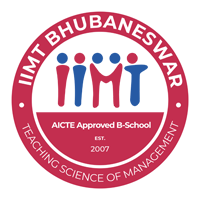 IIMT BHUBANESWAR
IIMT
AICTE Approved B-School
EST.
2007
TEACHING SCIENCE OF MANAGEMENT